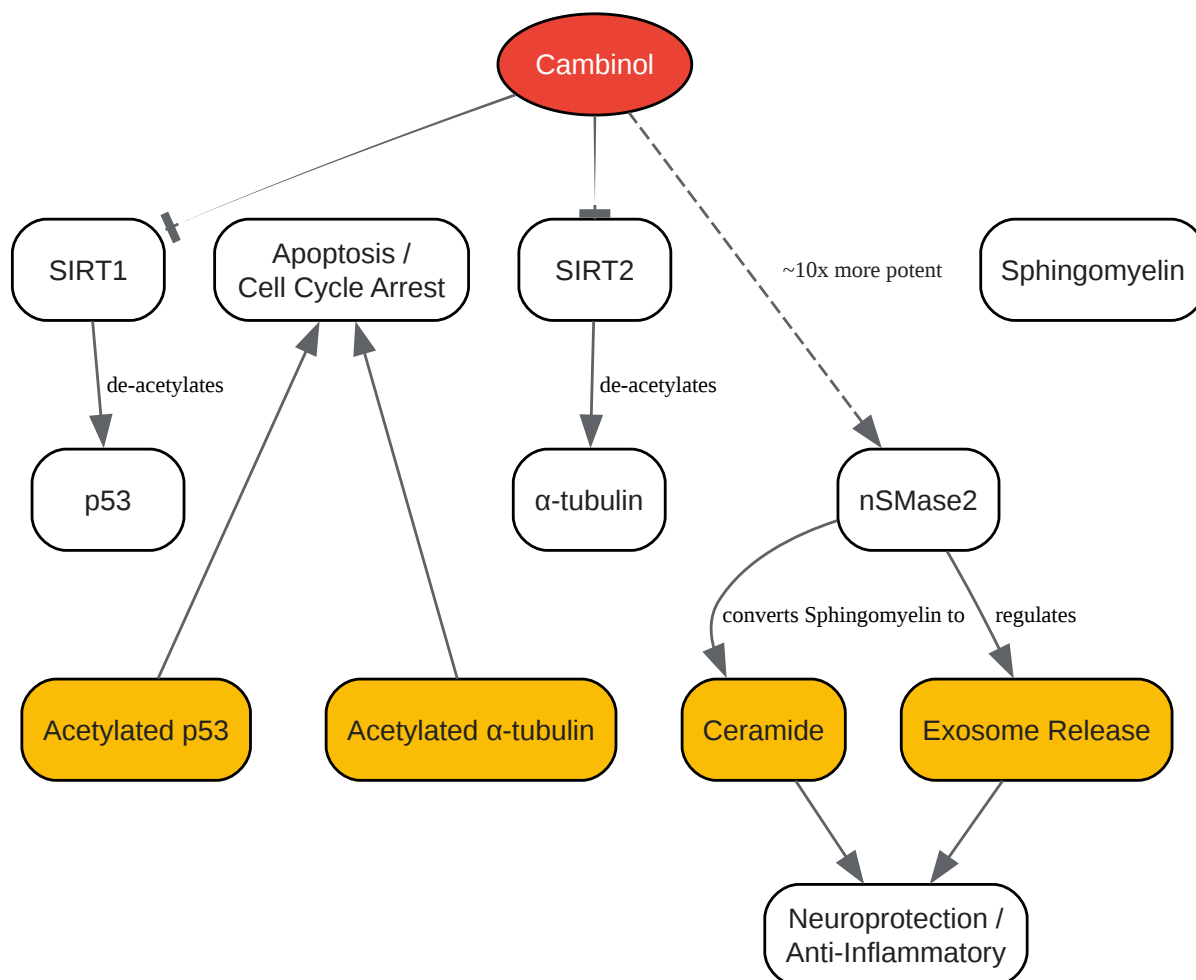 Cambinol
SIRT1
Apoptosis /
Cell Cycle Arrest
SIRT2
~10x more potent
Sphingomyelin
de-acetylates
de-acetylates
p53
α-tubulin
nSMase2
converts Sphingomyelin to
regulates
Acetylated p53
Acetylated α-tubulin
Ceramide
Exosome Release
Neuroprotection /
Anti-Inflammatory